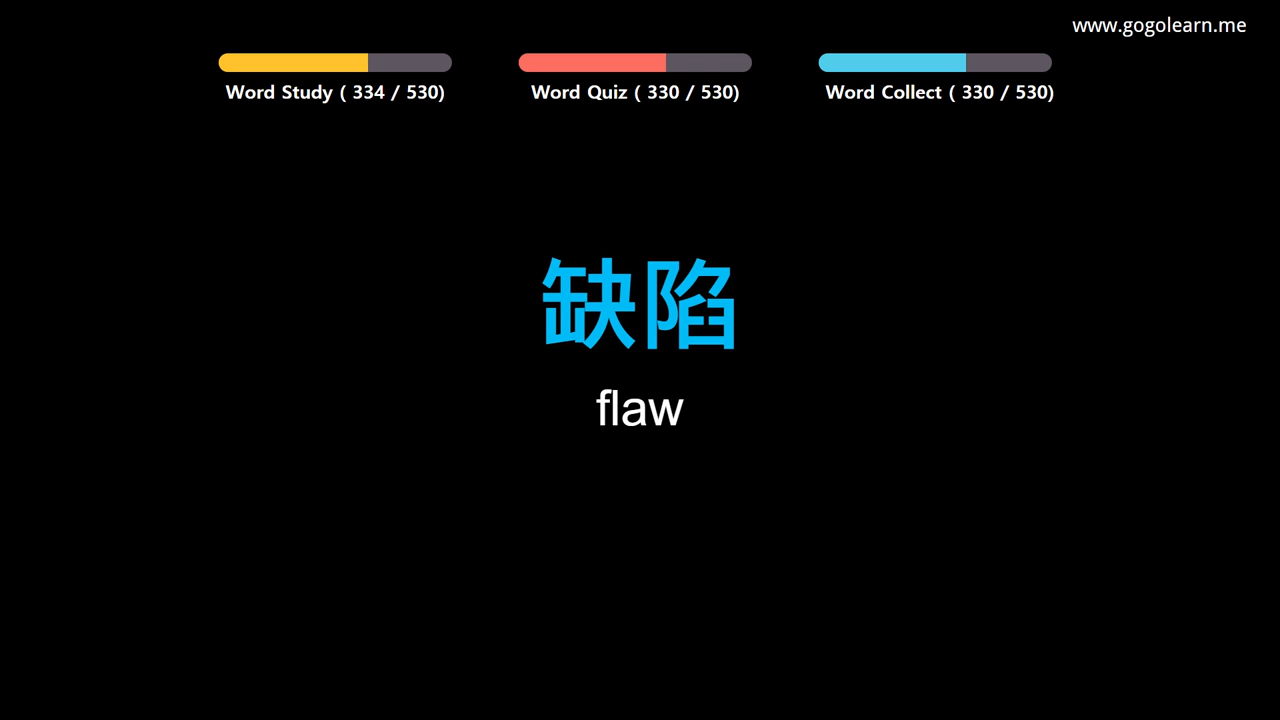 www.gogolearn.me
Word Study ( 334 / 530)
Word Quiz ( 330 / 530)
Word Collect ( 330 / 530)
缺陷
flaw